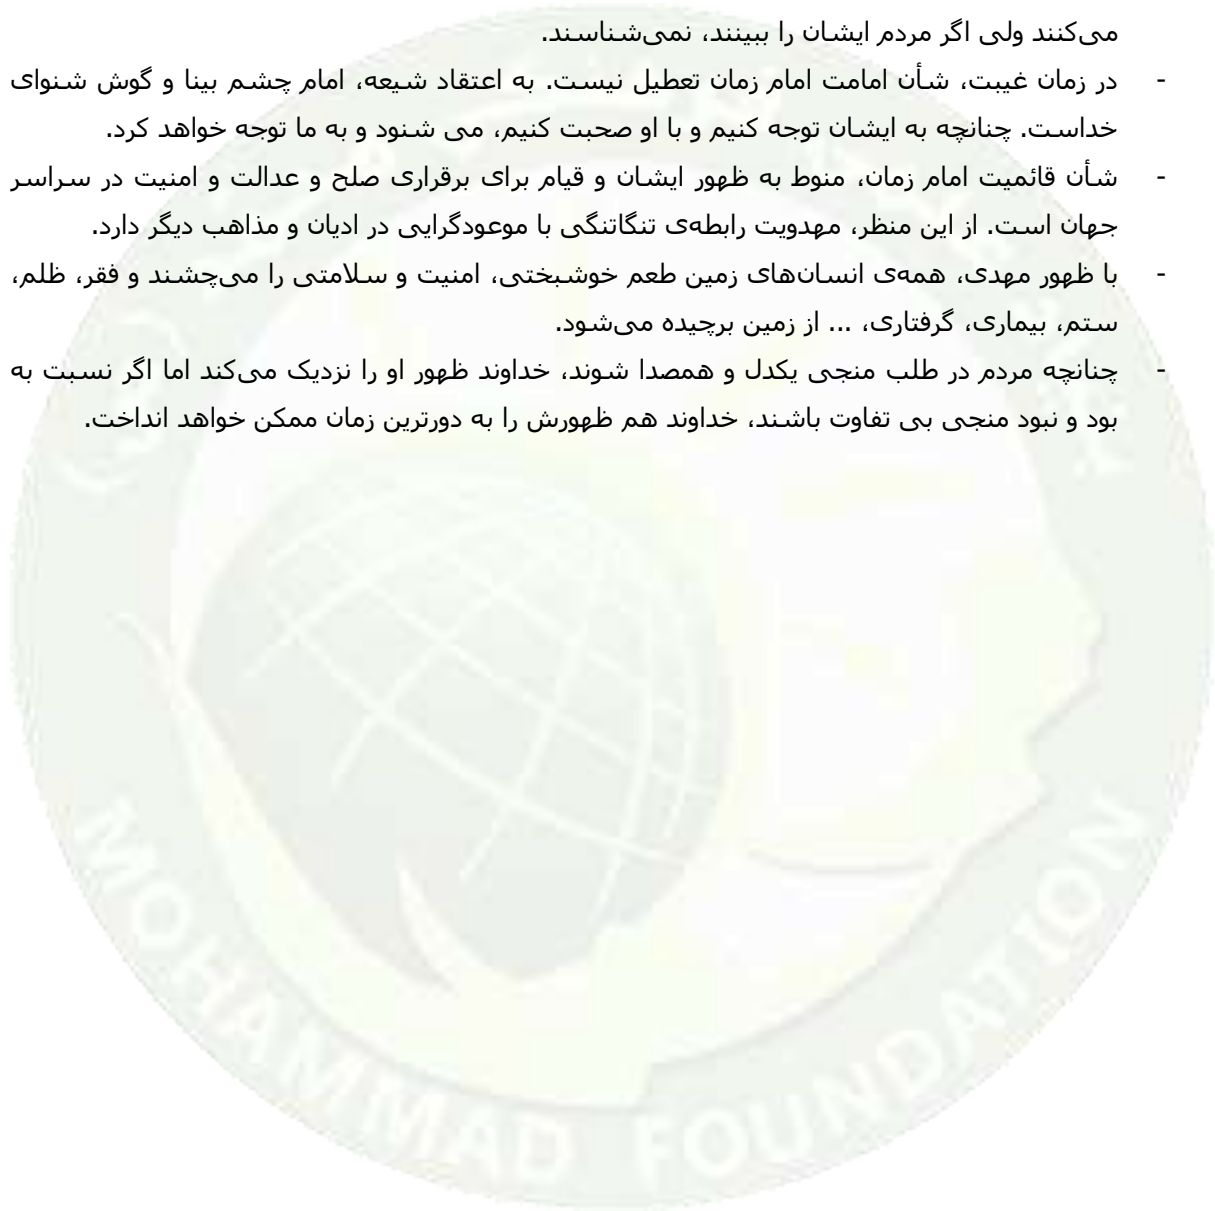 می‌کنند ولی اگر مردم ایشان را ببینند، نمی‌شناسند.
- در زمان غیبت، شأن امامت امام زمان تعطیل نیست. به اعتقاد شیعه، امام چشم بینا و گوش شنوای
خداست. چنانچه به ایشان توجه کنیم و با او صحبت کنیم، می شنود و به ما توجه خواهد کرد.
- شأن قائمیت امام زمان، منوط به ظهور ایشان و قیام برای برقراری صلح و عدالت و امنیت در سراسر
جهان است. از این منظر، مهدویت رابطه‌ی تنگاتنگی با موعودگرایی در ادیان و مذاهب دیگر دارد.
- با ظهور مهدی، همه‌ی انسان‌های زمین طعم خوشبختی، امنیت و سلامتی را می‌چشند و فقر، ظلم،
ستم، بیماری، گرفتاری، ... از زمین برچیده می‌شود.
- چنانچه مردم در طلب منجی یکدل و همصدا شوند، خداوند ظهور او را نزدیک می‌کند اما اگر نسبت به
بود و نبود منجی بی تفاوت باشند، خداوند هم ظهورش را به دورترین زمان ممکن خواهد انداخت.
MOHAMMAD FOUNDATION